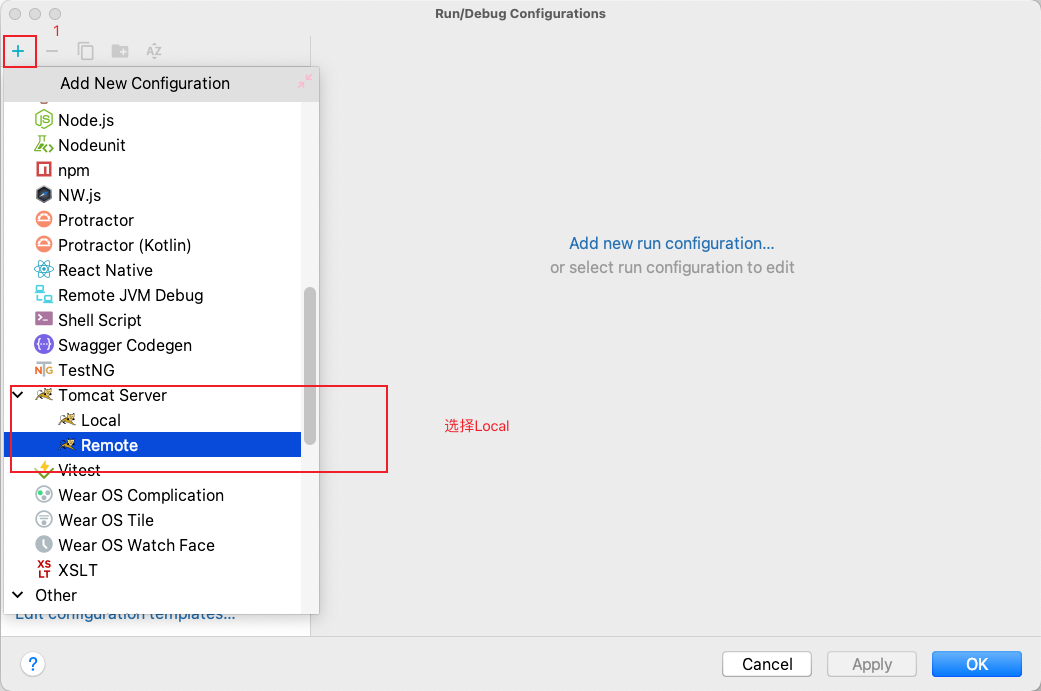 Run/Debug Configurations
1
AZ
Add New Configuration
Node.js
Nodeunit
npm
NW.js
Protractor
Protractor (Kotlin)
Add new run configuration...
or select run configuration to edit
React Native
Remote JVM Debug
Shell Script
Swagger Codegen
TestNG
Tomcat Server
Local
选择Local
Remote
Vitest
Wear OS Complication
Wear OS Tile
Wear OS Watch Face
XSLT
Other
Edit configuration templates...
?
Cancel
Apply
OK